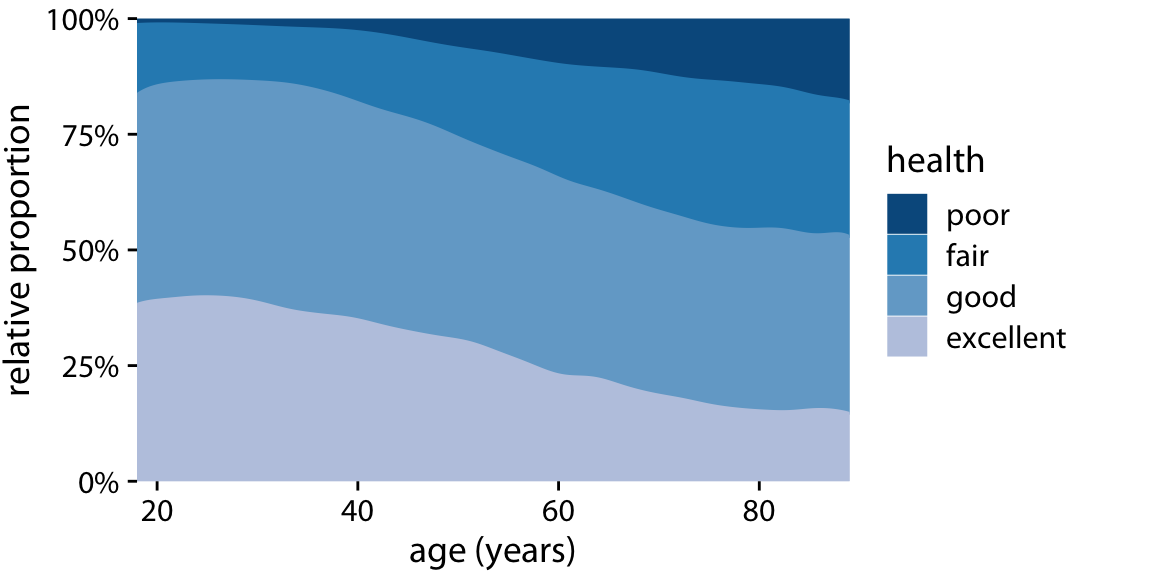 relative proportion
100%
75%
50%
25%
0%
20 40 60 80
age (years)
health
poor
fair
good
excellent